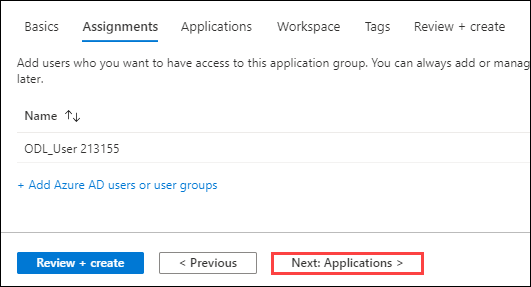 Basics Assignments Applications Workspace Tags Review + create
Add users who you want to have access to this application group. You can always add or manag
later.
Name ↑↓
ODL_User 213155
+ Add Azure AD users or user groups
Review + create < Previous Next: Applications >